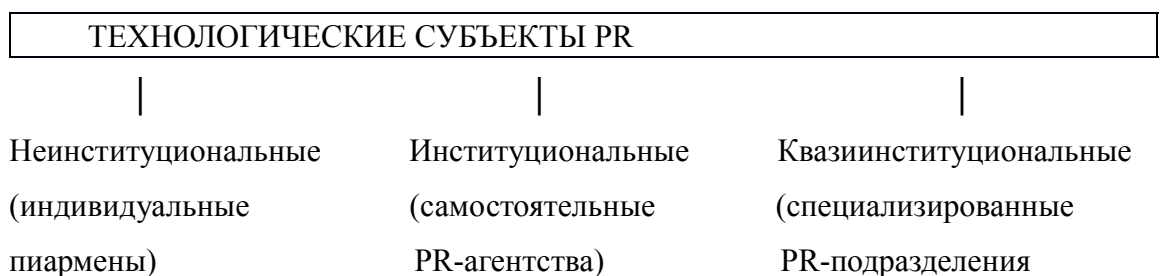 ТЕХНОЛОГИЧЕСКИЕ СУБЪЕКТЫ PR
Неинституциональные Институциональные Квазиинституциональные
(индивидуальные (самостоятельные (специализированные
пиармены) PR-агентства) PR-подразделения